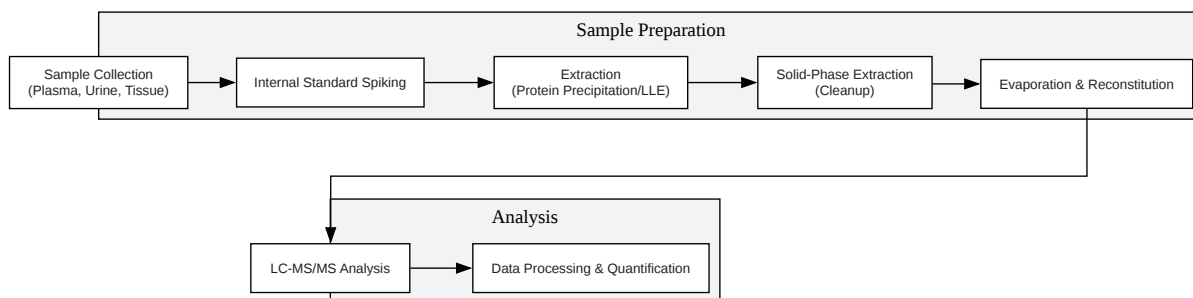 Sample Preparation
Sample Collection
(Plasma, Urine, Tissue)
Internal Standard Spiking
Extraction
(Protein Precipitation/LLE)
Solid-Phase Extraction
(Cleanup)
Evaporation & Reconstitution
Analysis
LC-MS/MS Analysis
Data Processing & Quantification